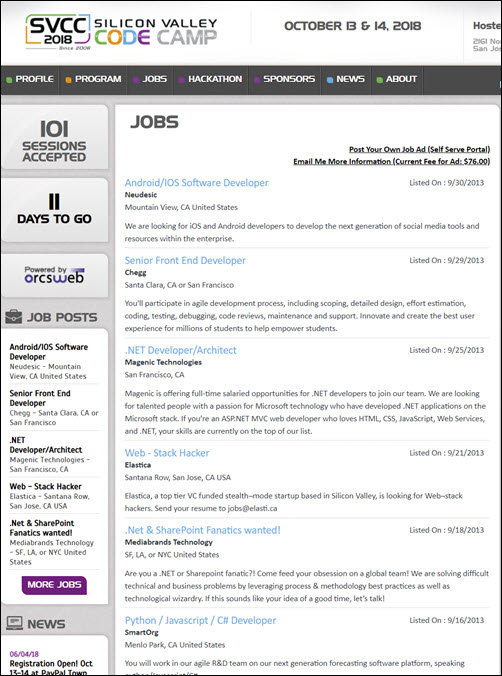 SVCC
2018
Since 2008
SILICON VALLEY
CODE CAMP
OCTOBER 13 & 14, 2018
Hoste
2161 No
San
PROFILE
PROGRAM
JOBS
HACKATHON
SPONSORS
NEWS
ABOUT
101
SESSIONS
ACCEPTED
11
DAYS TO GO
Powered by
orcsweb
JOB POSTS
Android/IOS Software
Developer
Neudesic - Mountain
View, CA United States
Senior Front End
Developer
Chegg - Santa Clara, CA or
San Francisco
.NET
Developer/Architect
Magenic Technologies -
San Francisco, CA
Web - Stack Hacker
Elastica - Santana Row,
San Jose, CA USA
.Net & SharePoint
Fanatics wanted!
Mediabrands Technology
- SF, LA, or NYC United
States
MORE JOBS
NEWS
06/04/18
Registration Open! Oct
13-14 at PayPal Town
JOBS
Post Your Own Job Ad (Self Serve Portal)
Email Me More Information (Current Fee for Ad: $76.00)
Android/IOS Software Developer
Listed On : 9/30/2013
Neudesic
Mountain View, CA United States
We are looking for iOS and Android developers to develop the next generation of social media tools and
resources within the enterprise.
Senior Front End Developer
Listed On : 9/29/2013
Chegg
Santa Clara, CA or San Francisco
You'll participate in agile development process, including scoping, detailed design, effort estimation,
coding, testing, debugging, code reviews, maintenance and support. Innovate and create the best user
experience for millions of students to help empower students.
.NET Developer/Architect
Listed On : 9/25/2013
Magenic Technologies
San Francisco, CA
Magenic is offering full-time salaried opportunities for .NET developers to join our team. We are looking
for talented people with a passion for Microsoft technology who have developed .NET applications on the
Microsoft stack. If you're an ASP.NET MVC web developer who loves HTML, CSS, JavaScript, Web Services,
and .NET, your skills are currently on the top of our list.
Web - Stack Hacker
Listed On : 9/21/2013
Elastica
Santana Row, San Jose, CA USA
Elastica, a top tier VC funded stealth-mode startup based in Silicon Valley, is looking for Web-stack
hackers. Send your resume to jobs@elasti.ca
.Net & SharePoint Fanatics wanted!
Listed On : 9/18/2013
Mediabrands Technology
SF, LA, or NYC United States
Are you a .NET or Sharepoint fanatic?! Come feed your obsession on a global team! We are solving difficult
technical and business problems by leveraging process & methodology best practices as well as
technological wizardry. If this sounds like your idea of a good time, let's talk!
Python / Javascript / C# Developer
Listed On : 9/16/2013
SmartOrg
Menlo Park, CA United States
You will work in our agile R&D team on our next generation forecasting software platform, speaking